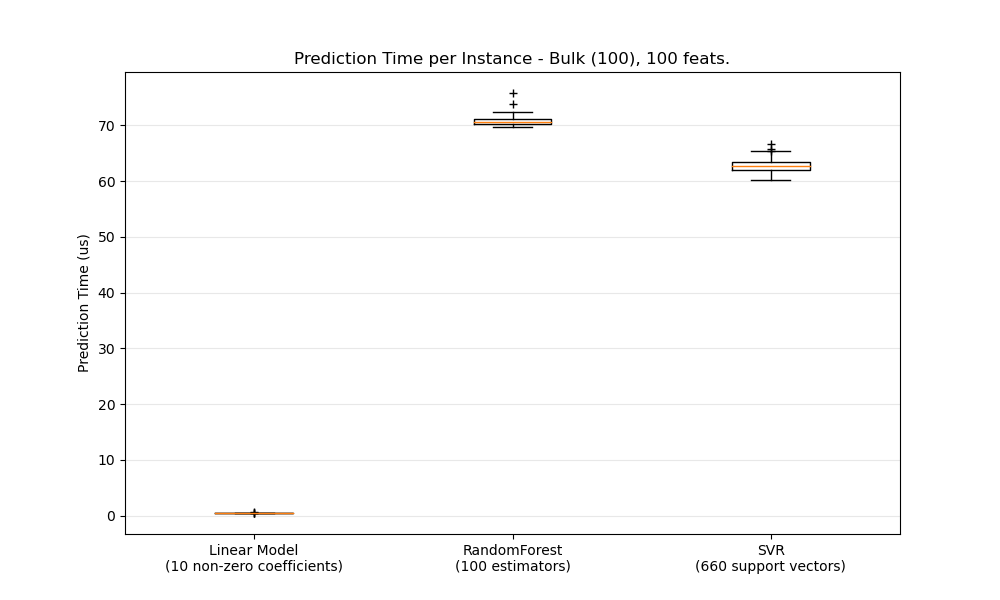 Prediction Time per Instance - Bulk (100), 100 feats.
Prediction Time (us)
70
60
50
40
30
20
10
0
Linear Model
(10 non-zero coefficients)
RandomForest
(100 estimators)
SVR
(660 support vectors)